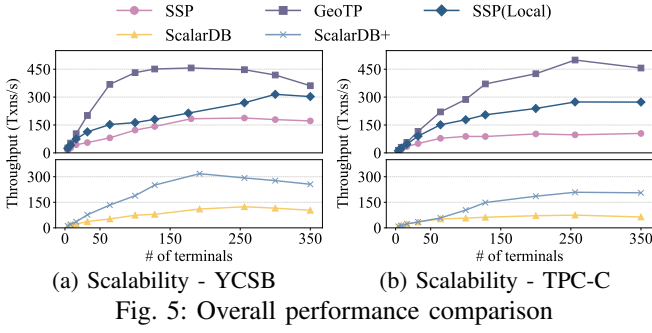 SSP GeoTP SSP(Local)
ScalarDB ScalarDB+
Throughput (Txns/s)
450
300
150
0
300
150
0
0 50 100 150 200 250 300 350
# of terminals
(a) Scalability - YCSB
Throughput (Txns/s)
450
300
150
0
300
150
0
0 50 100 150 200 250 300 350
# of terminals
(b) Scalability - TPC-C
Fig. 5: Overall performance comparison